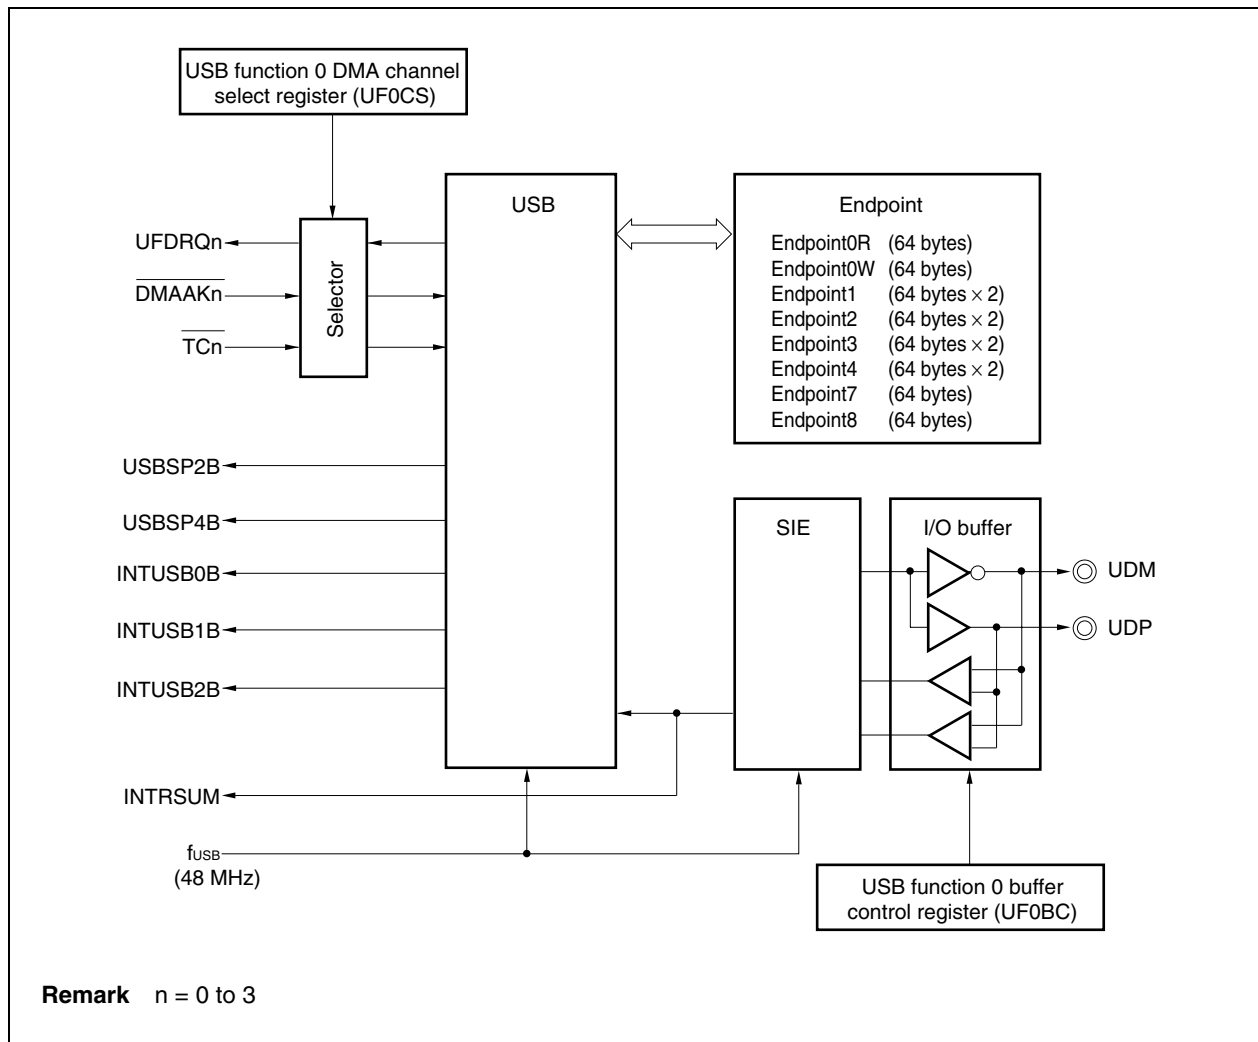 USB function 0 DMA channel
select register (UF0CS)
USB
Endpoint
UFDRQn
DMAAKn
TCn
Selector
Endpoint0R (64 bytes)
Endpoint0W (64 bytes)
Endpoint1 (64 bytes × 2)
Endpoint2 (64 bytes × 2)
Endpoint3 (64 bytes × 2)
Endpoint4 (64 bytes × 2)
Endpoint7 (64 bytes)
Endpoint8 (64 bytes)
USBSP2B
USBSP4B
INTUSB0B
INTUSB1B
INTUSB2B
SIE
I/O buffer
UDM
UDP
INTRSUM
fUSB
(48 MHz)
USB function 0 buffer
control register (UF0BC)
Remark n = 0 to 3